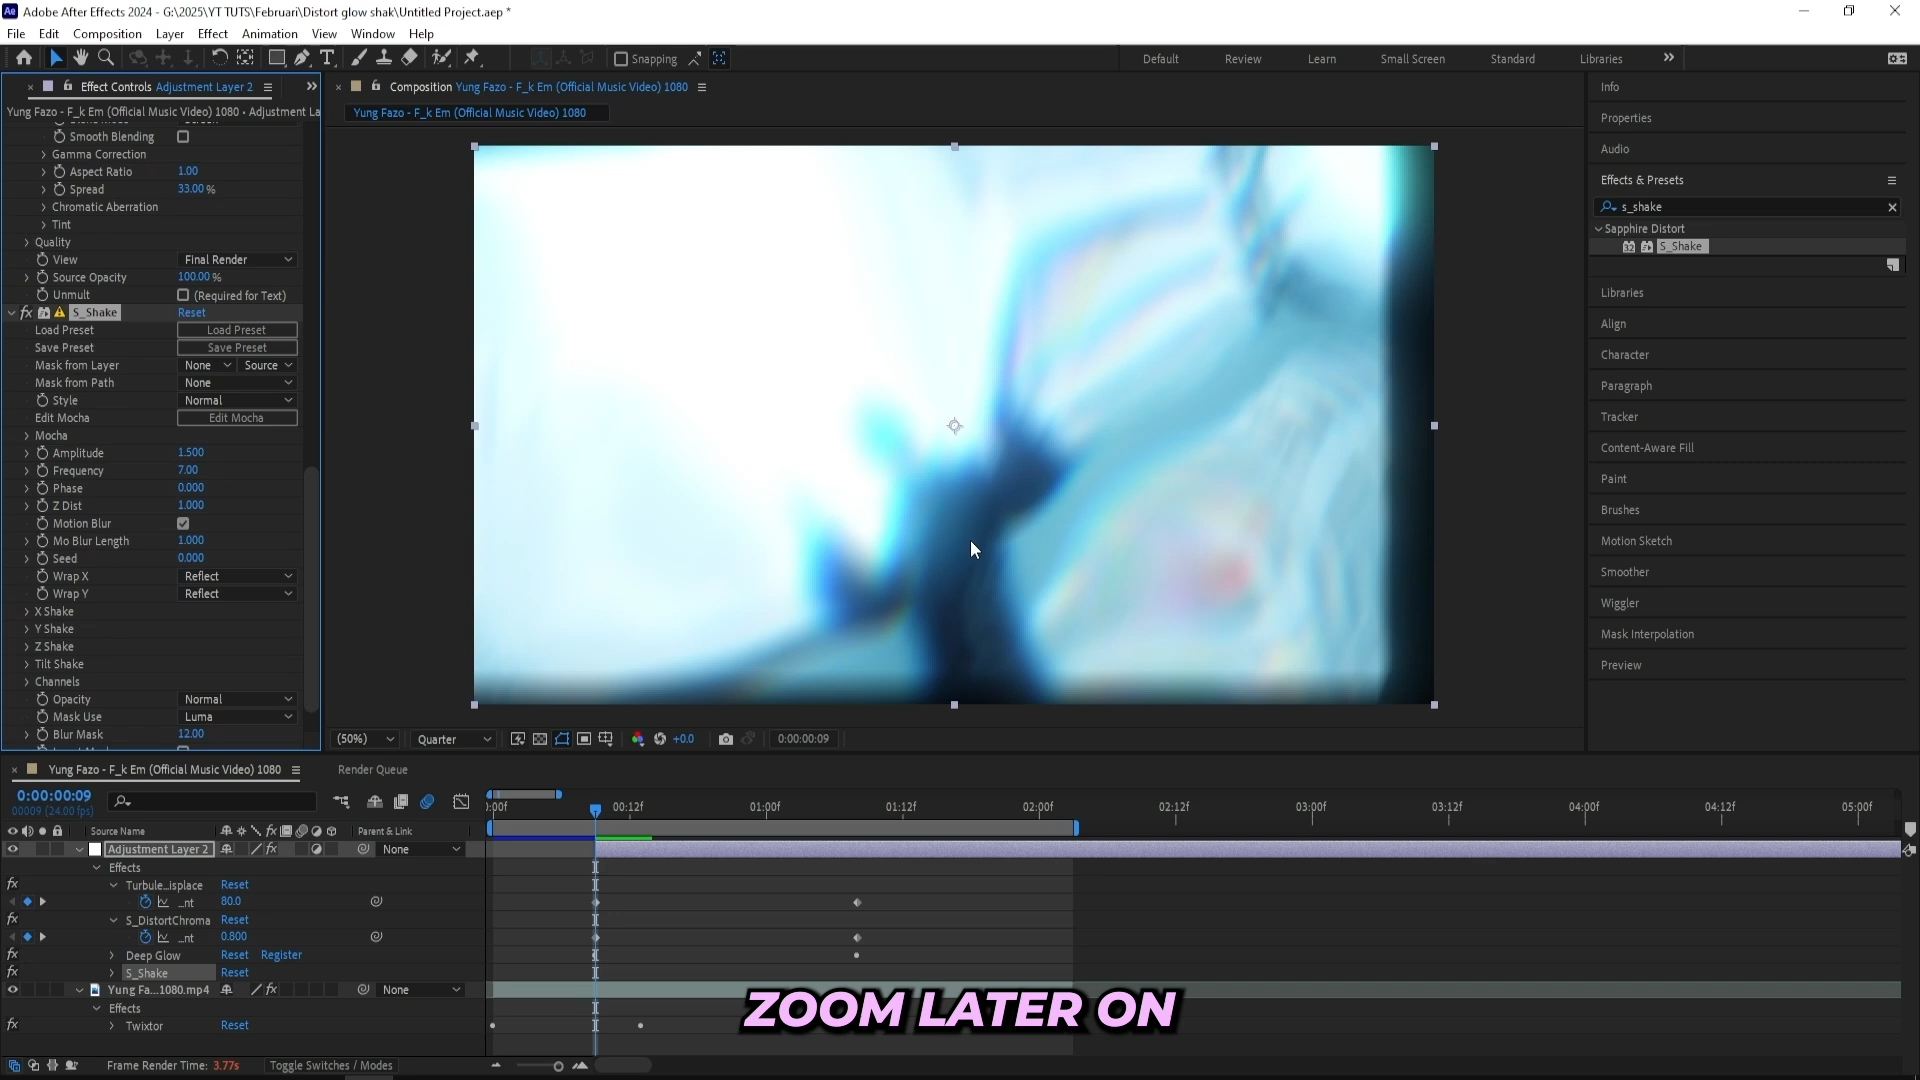 Adobe After Effects 2024 - G:\2025\YT TUTS\Februari\Distort glow shak\Untitled Project.aep *
File Edit Composition Layer Effect Animation View Window Help
Snapping Default Review Learn Small Screen Standard Libraries
Effect Controls Adjustment Layer 2
Yung Fazo - F_k Em (Official Music Video) 1080 • Adjustment La
Smooth Blending
Gamma Correction
Aspect Ratio 1.00
Spread 33.00 %
Chromatic Aberration
Tint
Quality
View Final Render
Source Opacity 100.00 %
Unmult (Required for Text)
fx S_Shake Reset
Load Preset Load Preset
Save Preset Save Preset
Mask from Layer None Source
Mask from Path None
Style Normal
Edit Mocha Edit Mocha
Mocha
Amplitude 1.500
Frequency 7.00
Phase 0.000
Z Dist 1.000
Motion Blur
Mo Blur Length 1.000
Seed 0.000
Wrap X Reflect
Wrap Y Reflect
X Shake
Y Shake
Z Shake
Tilt Shake
Channels
Opacity Normal
Mask Use Luma
Blur Mask 12.00
Composition Yung Fazo - F_k Em (Official Music Video) 1080
Yung Fazo - F_k Em (Official Music Video) 1080
(50%) Quarter +0.0 0:00:00:09
Info
Properties
Audio
Effects & Presets
s_shake
Sapphire Distort
32 S_Shake
Libraries
Align
Character
Paragraph
Tracker
Content-Aware Fill
Paint
Brushes
Motion Sketch
Smoother
Wiggler
Mask Interpolation
Preview
Yung Fazo - F_k Em (Official Music Video) 1080 Render Queue
0:00:00:09
00009 (24.00 fps)
):00f 00:12f 01:00f 01:12f 02:00f 02:12f 03:00f 03:12f 04:00f 04:12f 05:00f
Source Name Parent & Link
Adjustment Layer 2 None
Effects
fx Turbule...isplace Reset
_nt 80.0
fx S_DistortChroma Reset
_nt 0.800
fx Deep Glow Reset Register
fx S_Shake Reset
Yung Fa...1080.mp4 None
Effects
fx Twixtor Reset
ZOOM LATER ON
Frame Render Time: 3.77s Toggle Switches / Modes